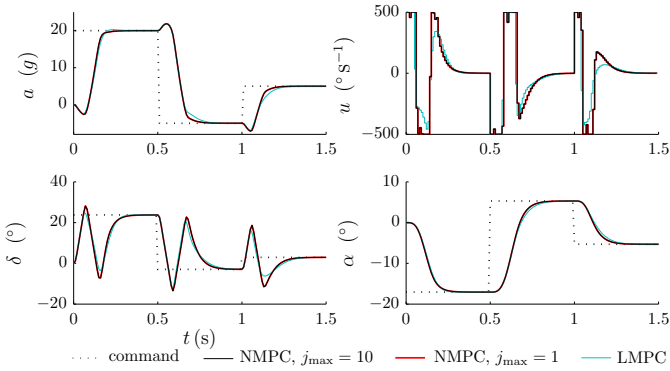 20
10
0
a (g)
0 0.5 1 1.5
500
0
−500
u (° S⁻¹)
0 0.5 1 1.5
40
20
0
−20
δ (°)
0 0.5 1 1.5
t (s)
10
0
−10
−20
α (°)
0 0.5 1 1.5
command NMPC, j_max = 10 NMPC, j_max = 1 LMPC